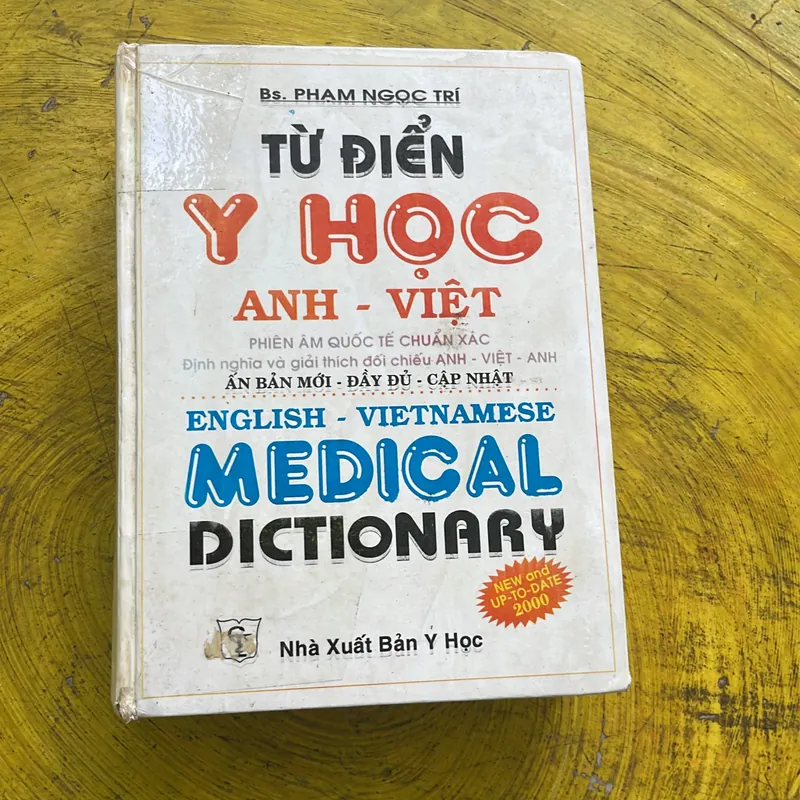 Bs. PHẠM NGỌC TRÍ
TỪ ĐIỂN
Y HỌC
ANH - VIỆT
PHIÊN ÂM QUỐC TẾ CHUẨN XÁC
Định nghĩa và giải thích đối chiếu ANH - VIỆT - ANH
ẤN BẢN MỚI - ĐẦY ĐỦ - CẬP NHẬT
ENGLISH - VIETNAMESE
MEDICAL
DICTIONARY
NEW and
UP-TO-DATE
2000
Nhà Xuất Bản Y Học